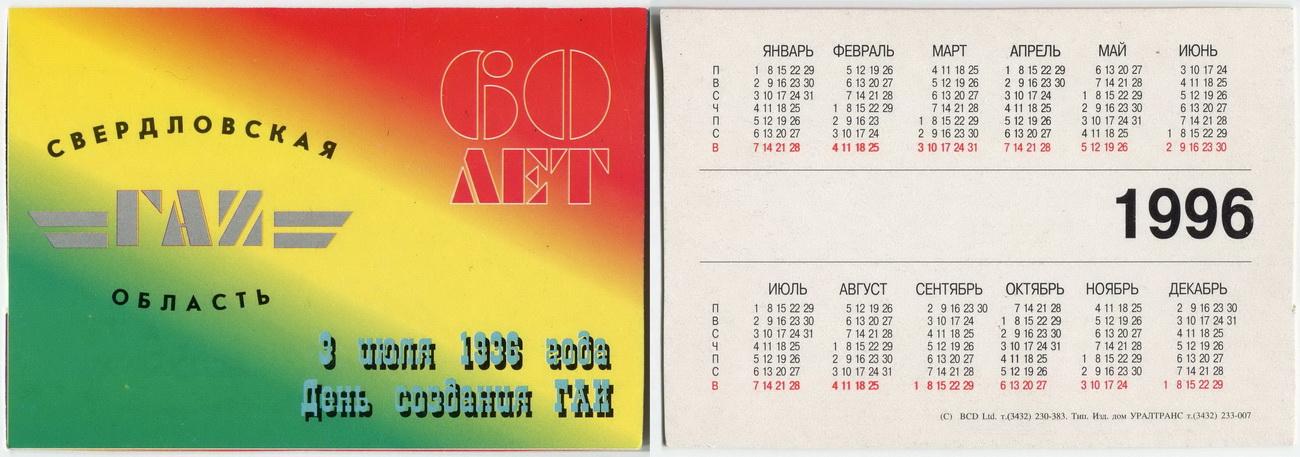 60
ЛЕТ
СВЕРДЛОВСКАЯ
ГАИ
ОБЛАСТЬ
3 июля 1936 года
День создания ГАИ
ЯНВАРЬ ФЕВРАЛЬ МАРТ АПРЕЛЬ МАЙ ИЮНЬ
П 1 8 15 22 29 5 12 19 26 4 11 18 25 1 8 15 22 29 6 13 20 27 3 10 17 24
В 2 9 16 23 30 6 13 20 27 5 12 19 26 2 9 16 23 30 7 14 21 28 4 11 18 25
С 3 10 17 24 31 7 14 21 28 6 13 20 27 3 10 17 24 1 8 15 22 29 5 12 19 26
Ч 4 11 18 25 1 8 15 22 29 7 14 21 28 4 11 18 25 2 9 16 23 30 6 13 20 27
П 5 12 19 26 2 9 16 23 1 8 15 22 29 5 12 19 26 3 10 17 24 31 7 14 21 28
С 6 13 20 27 3 10 17 24 2 9 16 23 30 6 13 20 27 4 11 18 25 1 8 15 22 29
В 7 14 21 28 4 11 18 25 3 10 17 24 31 7 14 21 28 5 12 19 26 2 9 16 23 30
1996
ИЮЛЬ АВГУСТ СЕНТЯБРЬ ОКТЯБРЬ НОЯБРЬ ДЕКАБРЬ
П 1 8 15 22 29 5 12 19 26 2 9 16 23 30 7 14 21 28 4 11 18 25 2 9 16 23 30
В 2 9 16 23 30 6 13 20 27 3 10 17 24 1 8 15 22 29 5 12 19 26 3 10 17 24 31
С 3 10 17 24 31 7 14 21 28 4 11 18 25 2 9 16 23 30 6 13 20 27 4 11 18 25
Ч 4 11 18 25 1 8 15 22 29 5 12 19 26 3 10 17 24 31 7 14 21 28 5 12 19 26
П 5 12 19 26 2 9 16 23 30 6 13 20 27 4 11 18 25 1 8 15 22 29 6 13 20 27
С 6 13 20 27 3 10 17 24 31 7 14 21 28 5 12 19 26 2 9 16 23 30 7 14 21 28
В 7 14 21 28 4 11 18 25 1 8 15 22 29 6 13 20 27 3 10 17 24 1 8 15 22 29
(C) BCD Ltd. т.(3432) 230-383. Тип. Изд. дом УРАЛТРАНС т.(3432) 233-007